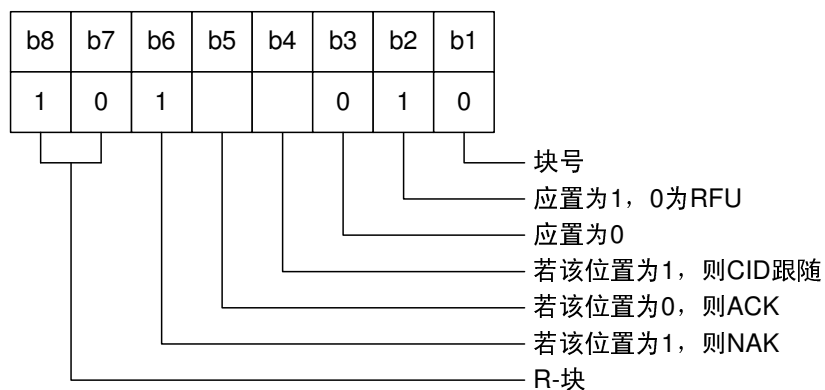 b8 b7 b6 b5 b4 b3 b2 b1
1 0 1 0 1 0
块号
应置为1，0为RFU
应置为0
若该位置为1，则CID跟随
若该位置为0，则ACK
若该位置为1，则NAK
R-块